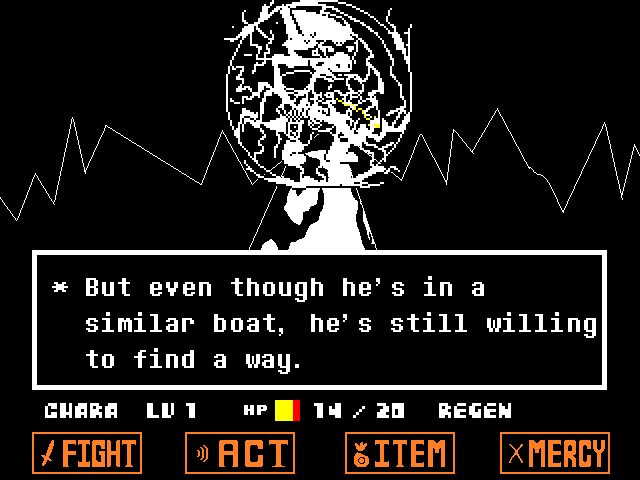 * But even though he's in a
similar boat, he's still willing
to find a way.
CHARA LV 1 HP 14 / 20 REGEN
FIGHT ACT ITEM MERCY